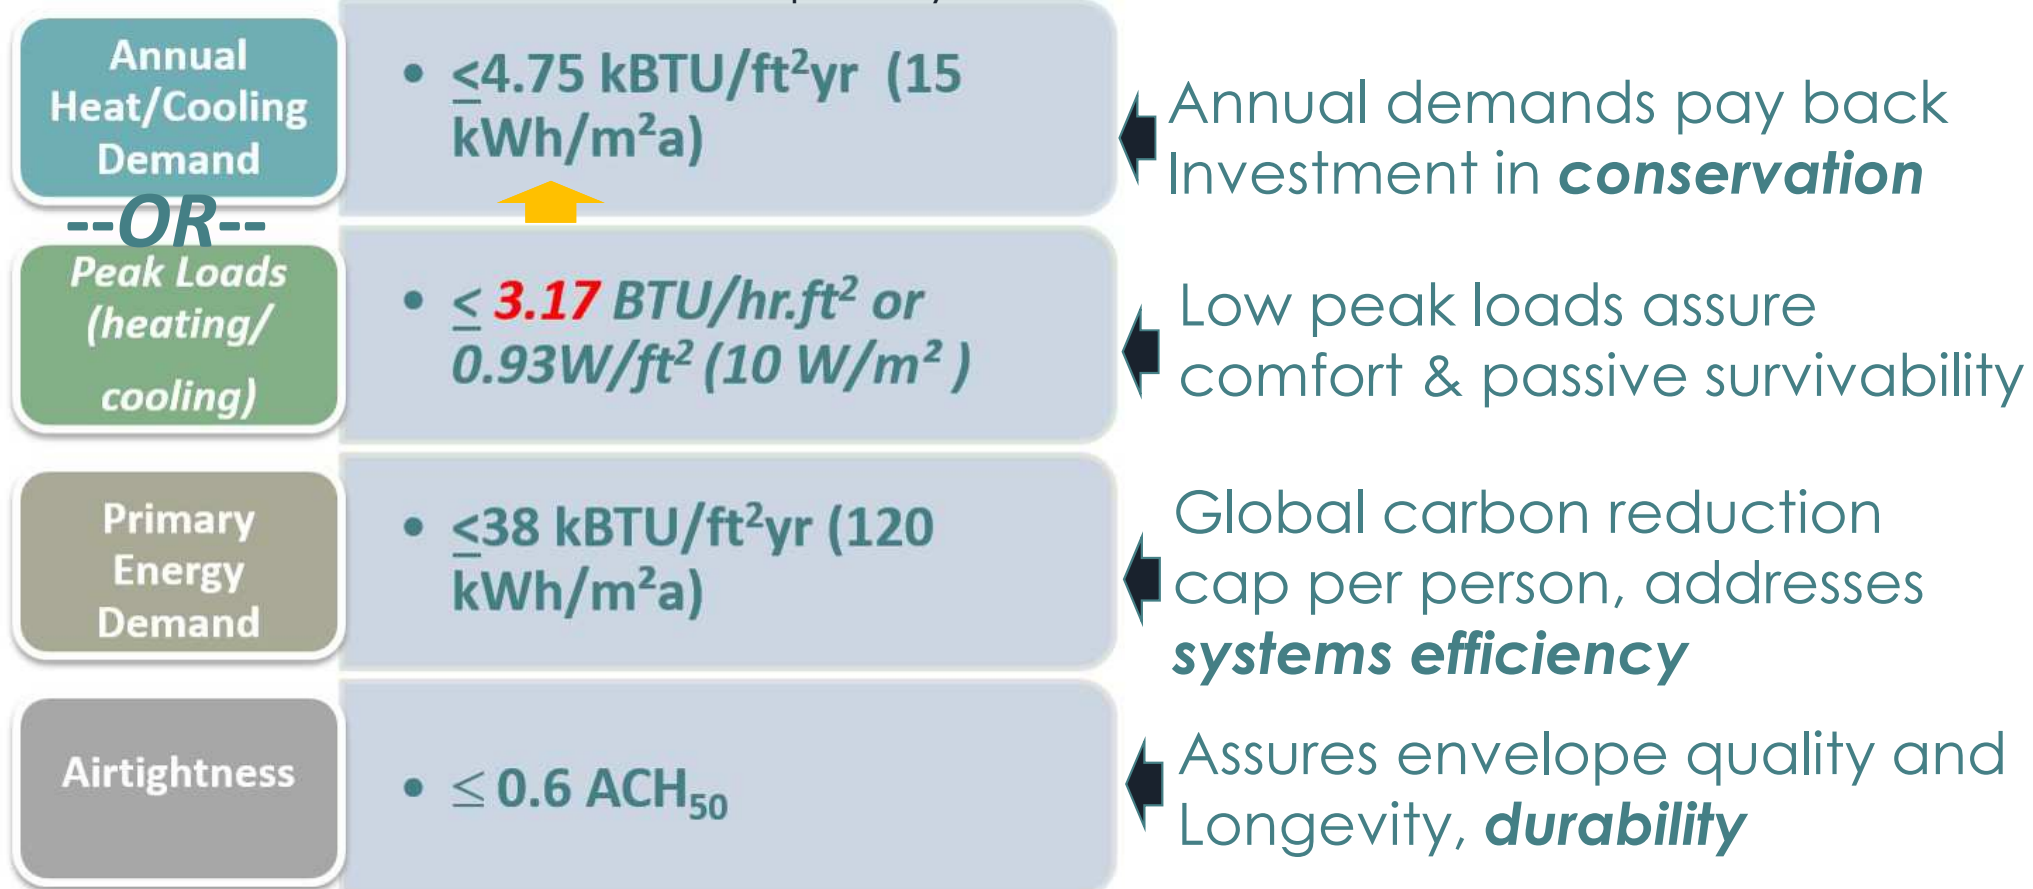 Annual
Heat/Cooling
Demand
• <4.75 kBTU/ft²yr (15
kWh/m²a)
Annual demands pay back
Investment in conservation
--OR--
Peak Loads
(heating/
cooling)
• < 3.17 BTU/hr.ft² or
0.93W/ft² (10 W/m² )
Low peak loads assure
comfort & passive survivability
Primary
Energy
Demand
• <38 kBTU/ft²yr (120
kWh/m²a)
Global carbon reduction
cap per person, addresses
systems efficiency
Airtightness
• ≤ 0.6 ACH₅₀
Assures envelope quality and
Longevity, durability